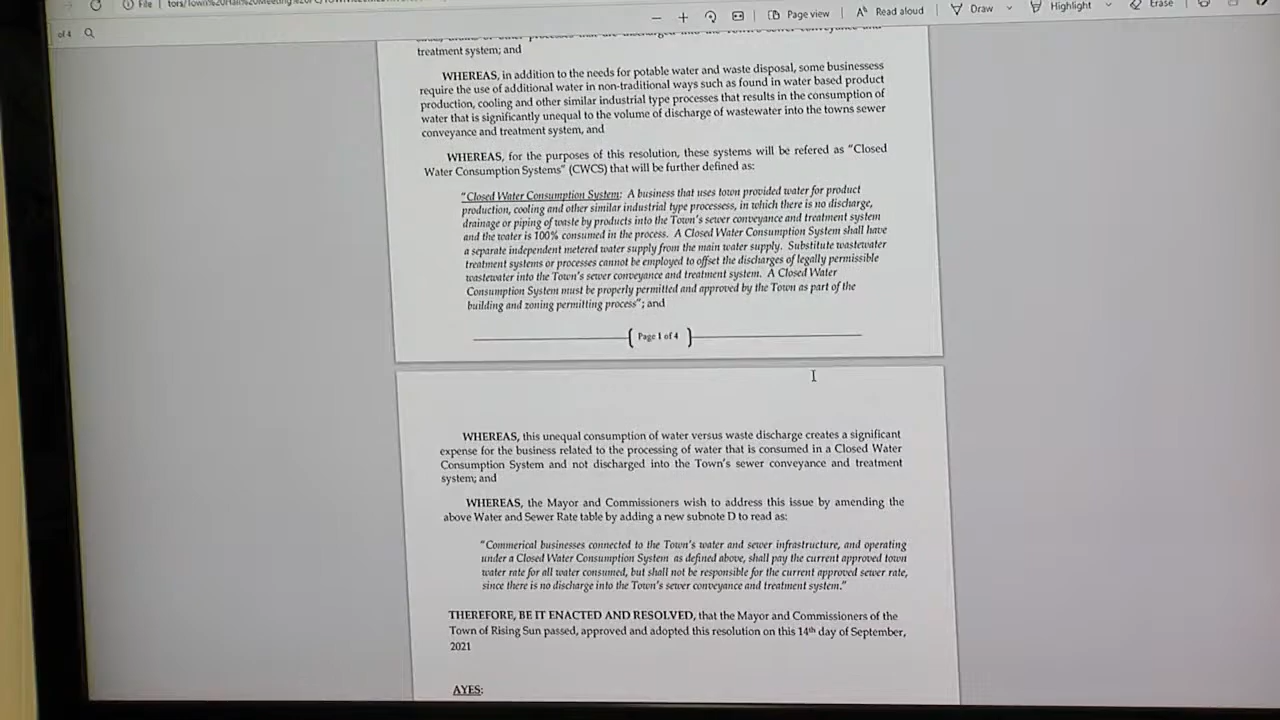 File
of 4
Page view
Read aloud
Draw
Highlight
Erase
treatment system; and
WHEREAS, in addition to the needs for potable water and waste disposal, some businessess
require the use of additional water in non-traditional ways such as found in water based product
production, cooling and other similar industrial type processes that results in the consumption of
water that is significantly unequal to the volume of discharge of wastewater into the towns sewer
conveyance and treatment system, and
WHEREAS, for the purposes of this resolution, these systems will be refered as “Closed
Water Consumption Systems” (CWCS) that will be further defined as:
“Closed Water Consumption System: A business that uses town provided water for product
production, cooling and other similar industrial type processess, in which there is no discharge,
drainage or piping of waste by products into the Town's sewer conveyance and treatment system
and the water is 100% consumed in the process. A Closed Water Consumption System shall have
a separate independent metered water supply from the main water supply. Substitute wastewater
treatment systems or processes cannot be employed to offset the discharges of legally permissible
wastewater into the Town's sewer conveyance and treatment system. A Closed Water
Consumption System must be properly permitted and approved by the Town as part of the
building and zoning permitting process”; and
Page 1 of 4
WHEREAS, this unequal consumption of water versus waste discharge creates a significant
expense for the business related to the processing of water that is consumed in a Closed Water
Consumption System and not discharged into the Town's sewer conveyance and treatment
system; and
WHEREAS, the Mayor and Commissioners wish to address this issue by amending the
above Water and Sewer Rate table by adding a new subnote D to read as:
“Commerical businesses connected to the Town's water and sewer infrastructure, and operating
under a Closed Water Consumption System as defined above, shall pay the current approved town
water rate for all water consumed, but shall not be responsible for the current approved sewer rate,
since there is no discharge into the Town's sewer conveyance and treatment system.”
THEREFORE, BE IT ENACTED AND RESOLVED, that the Mayor and Commissioners of the
Town of Rising Sun passed, approved and adopted this resolution on this 14th day of September,
2021
AYES: